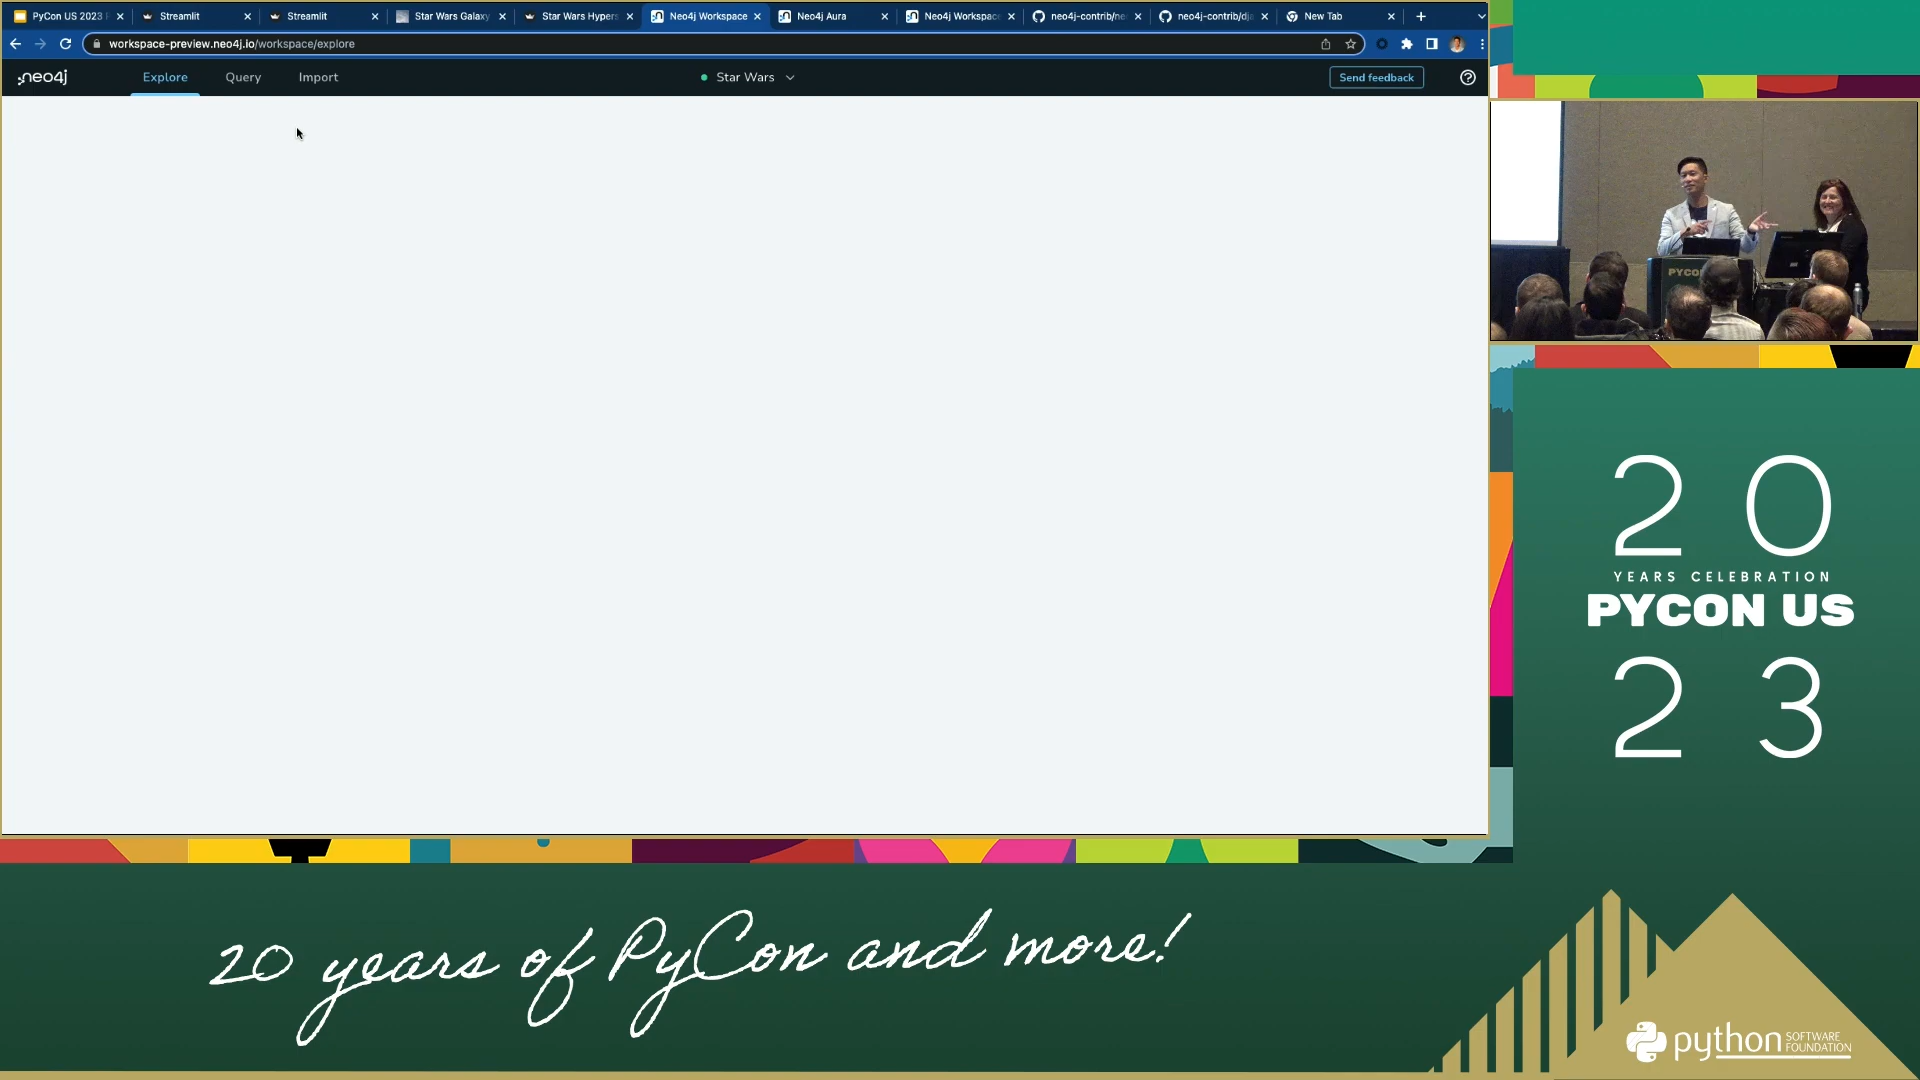 PyCon US 2023
Streamlit
Streamlit
Star Wars Galaxy
Star Wars Hypers
Neo4j Workspace
Neo4j Aura
Neo4j Workspace
neo4j-contrib/ne
neo4j-contrib/dja
New Tab
workspace-preview.neo4j.io/workspace/explore
neo4j
Explore
Query
Import
Star Wars
Send feedback
PYCON
20
YEARS CELEBRATION
PYCON US
23
20 years of PyCon and more!
python
SOFTWARE
FOUNDATION